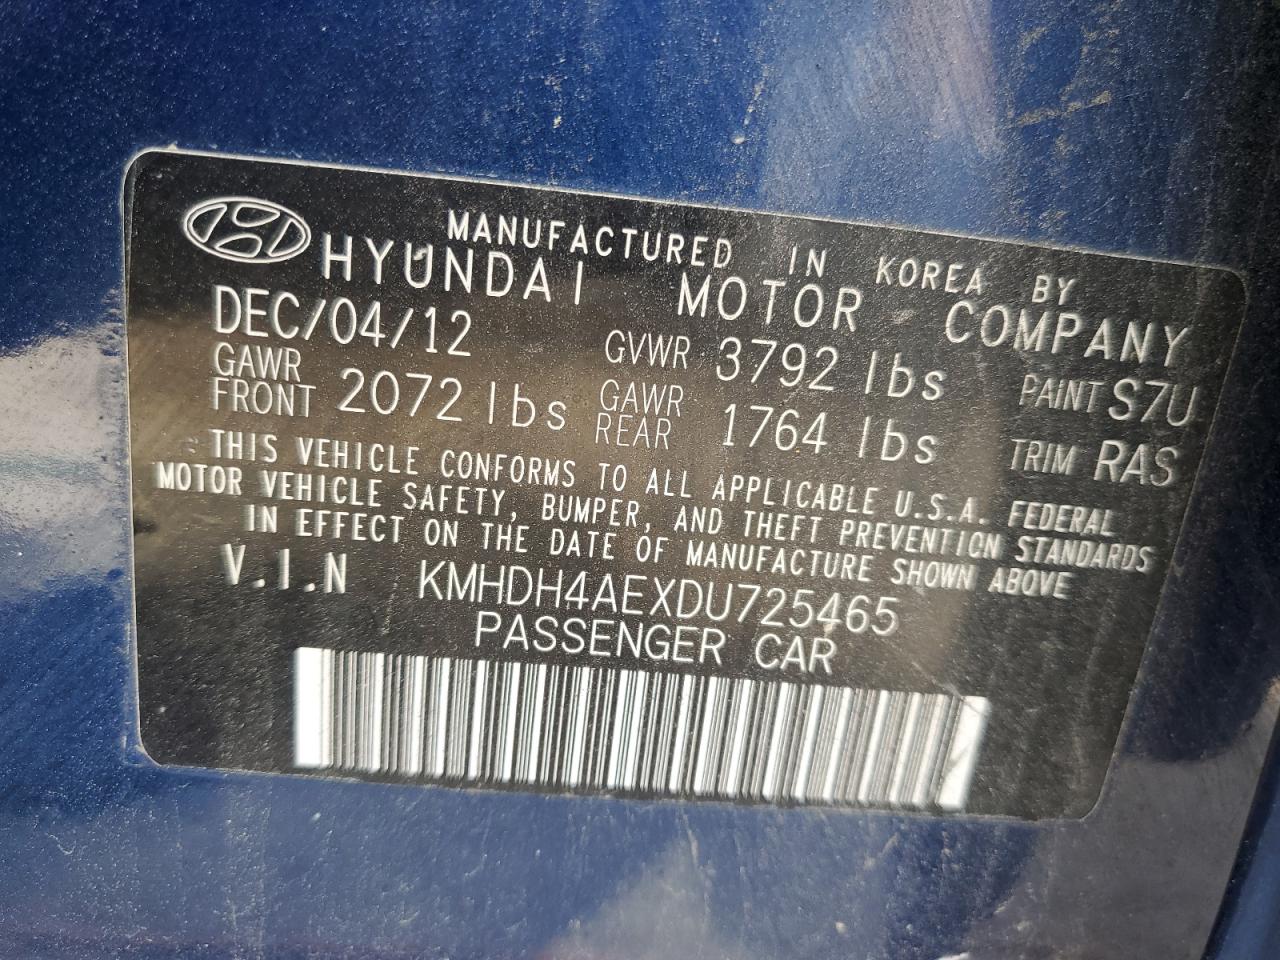 MANUFACTURED IN KOREA BY
HYUNDAI MOTOR COMPANY
DEC/04/12 GVWR 3792 lbs PAINT S7U
GAWR FRONT 2072 lbs GAWR REAR 1764 lbs TRIM RAS
THIS VEHICLE CONFORMS TO ALL APPLICABLE U.S.A. FEDERAL
MOTOR VEHICLE SAFETY, BUMPER, AND THEFT PREVENTION STANDARDS
IN EFFECT ON THE DATE OF MANUFACTURE SHOWN ABOVE
V.I.N KMHDH4AEXDU725465
PASSENGER CAR